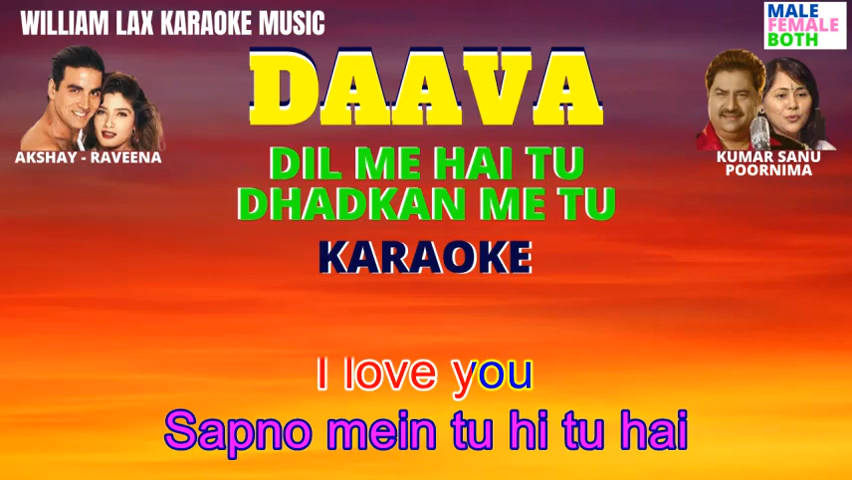 WILLIAM LAX KARAOKE MUSIC
MALE
FEMALE
BOTH
DAAVA
AKSHAY - RAVEENA
KUMAR SANU
POORNIMA
DIL ME HAI TU
DHADKAN ME TU
KARAOKE
I love you
Sapno mein tu hi tu hai